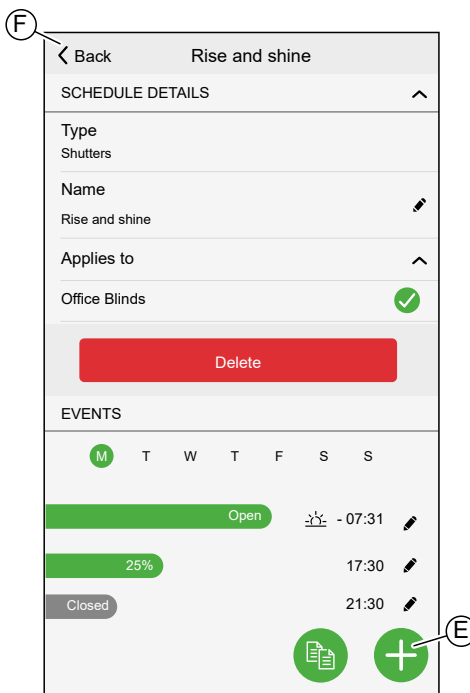 F
Back Rise and shine
SCHEDULE DETAILS
Type
Shutters
Name
Rise and shine
Applies to
Office Blinds
Delete
EVENTS
M T W T F S S
Open - 07:31
25% 17:30
Closed 21:30
E